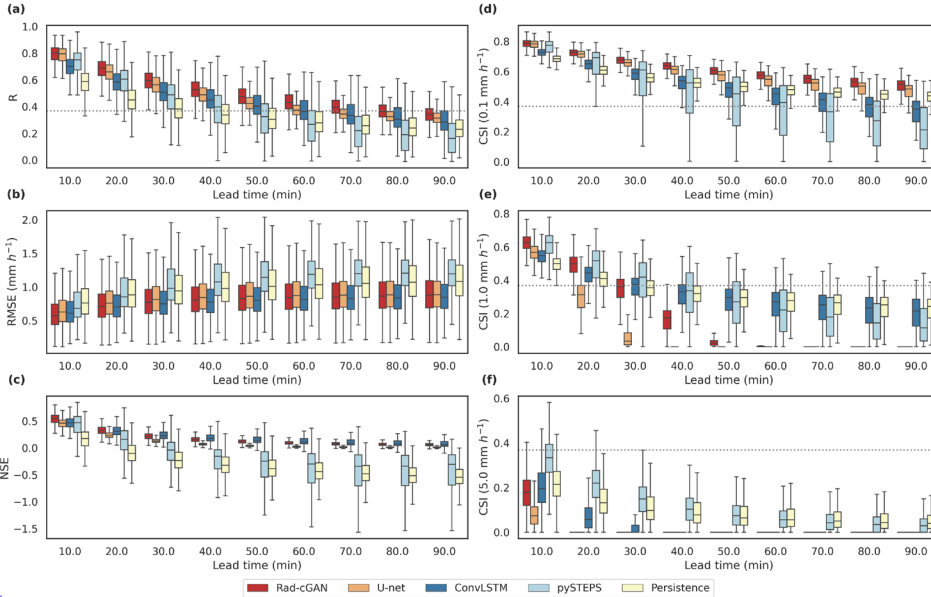 (a)
1.0
0.8
0.6
0.4
0.2
0.0
R
10.0 20.0 30.0 40.0 50.0 60.0 70.0 80.0 90.0
Lead time (min)
(d)
0.8
0.6
0.4
0.2
0.0
CSI (0.1 mm h⁻¹)
10.0 20.0 30.0 40.0 50.0 60.0 70.0 80.0 90.0
Lead time (min)
(b)
2.0
1.5
1.0
0.5
RMSE (mm h⁻¹)
10.0 20.0 30.0 40.0 50.0 60.0 70.0 80.0 90.0
Lead time (min)
(e)
0.8
0.6
0.4
0.2
0.0
CSI (1.0 mm h⁻¹)
10.0 20.0 30.0 40.0 50.0 60.0 70.0 80.0 90.0
Lead time (min)
(c)
0.5
0.0
−0.5
−1.0
−1.5
NSE
10.0 20.0 30.0 40.0 50.0 60.0 70.0 80.0 90.0
Lead time (min)
(f)
0.6
0.4
0.2
0.0
CSI (5.0 mm h⁻¹)
10.0 20.0 30.0 40.0 50.0 60.0 70.0 80.0 90.0
Lead time (min)
Rad-cGAN U-net ConvLSTM pySTEPS Persistence